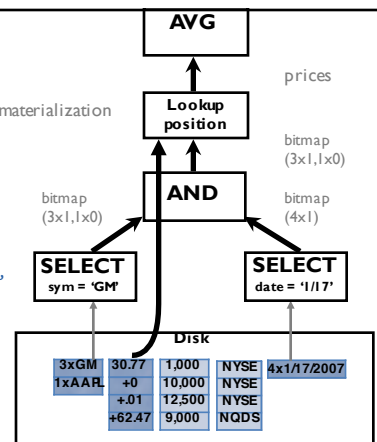 AVG
prices
materialization
Lookup
position
bitmap
(3x1,1x0)
AND
bitmap
(3x1,1x0)
bitmap
(4x1)
SELECT
sym = ‘GM’
SELECT
date = ‘1/17’
,
Disk
3xGM 30.77 1,000 NYSE 4x1/17/2007
1xAAPL +0 10,000 NYSE
+.01 12,500 NYSE
+62.47 9,000 NQDS